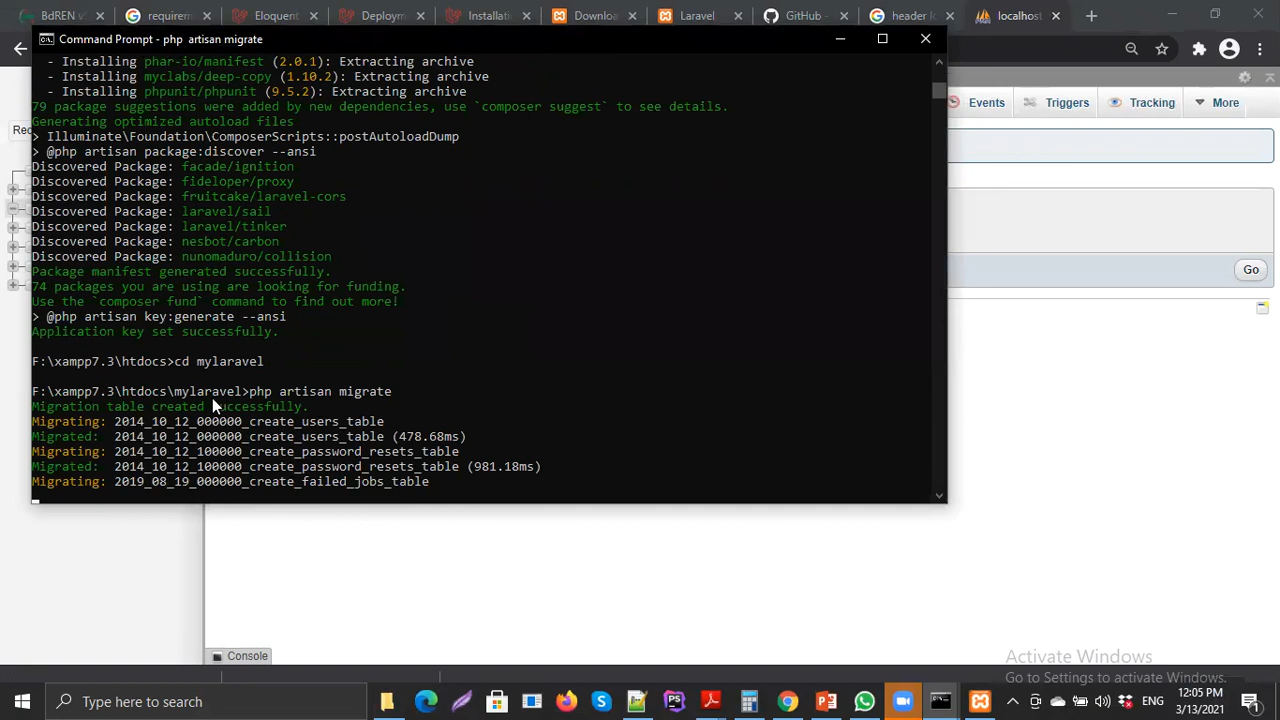 BdREN v
requirem
Eloquent
Deploym
Installatio
Downloa
Laravel
GitHub -
header lo
localhost
Command Prompt - php artisan migrate
- Installing phar-io/manifest (2.0.1): Extracting archive
- Installing myclabs/deep-copy (1.10.2): Extracting archive
- Installing phpunit/phpunit (9.5.2): Extracting archive
79 package suggestions were added by new dependencies, use `composer suggest` to see details.
Generating optimized autoload files
> Illuminate\Foundation\ComposerScripts::postAutoloadDump
> @php artisan package:discover --ansi
Discovered Package: facade/ignition
Discovered Package: fideloper/proxy
Discovered Package: fruitcake/laravel-cors
Discovered Package: laravel/sail
Discovered Package: laravel/tinker
Discovered Package: nesbot/carbon
Discovered Package: nunomaduro/collision
Package manifest generated successfully.
74 packages you are using are looking for funding.
Use the `composer fund` command to find out more!
> @php artisan key:generate --ansi
Application key set successfully.
F:\xampp7.3\htdocs>cd mylaravel
F:\xampp7.3\htdocs\mylaravel>php artisan migrate
Migration table created successfully.
Migrating: 2014_10_12_000000_create_users_table
Migrated: 2014_10_12_000000_create_users_table (478.68ms)
Migrating: 2014_10_12_100000_create_password_resets_table
Migrated: 2014_10_12_100000_create_password_resets_table (981.18ms)
Migrating: 2019_08_19_000000_create_failed_jobs_table
Rec
Events
Triggers
Tracking
More
Go
Console
Activate Windows
Go to Settings to activate Windows.
Type here to search
ENG
12:05 PM
3/13/2021